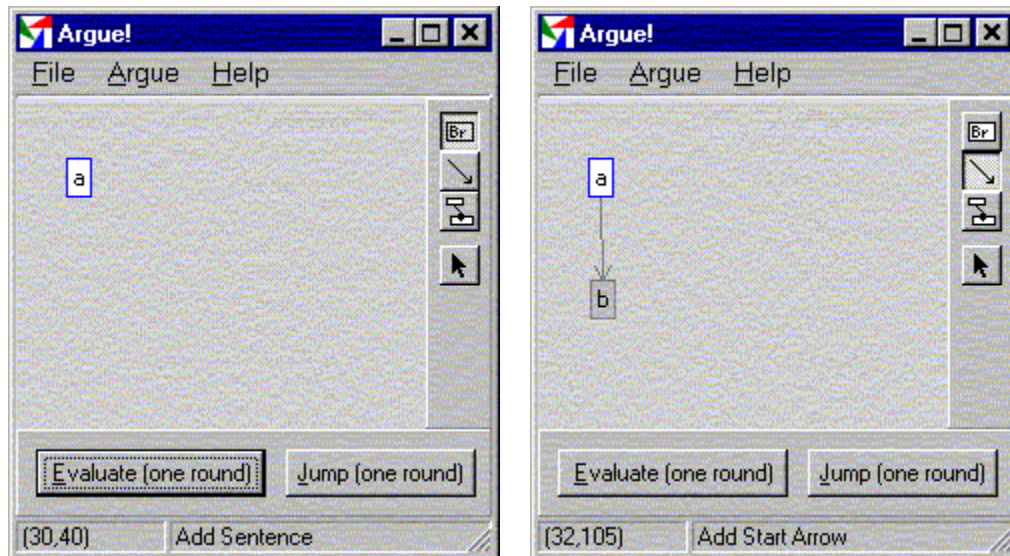 Argue!
File Argue Help
Br
a
Evaluate (one round) Jump (one round)
(30,40) Add Sentence
Argue!
File Argue Help
Br
a
b
Evaluate (one round) Jump (one round)
(32,105) Add Start Arrow